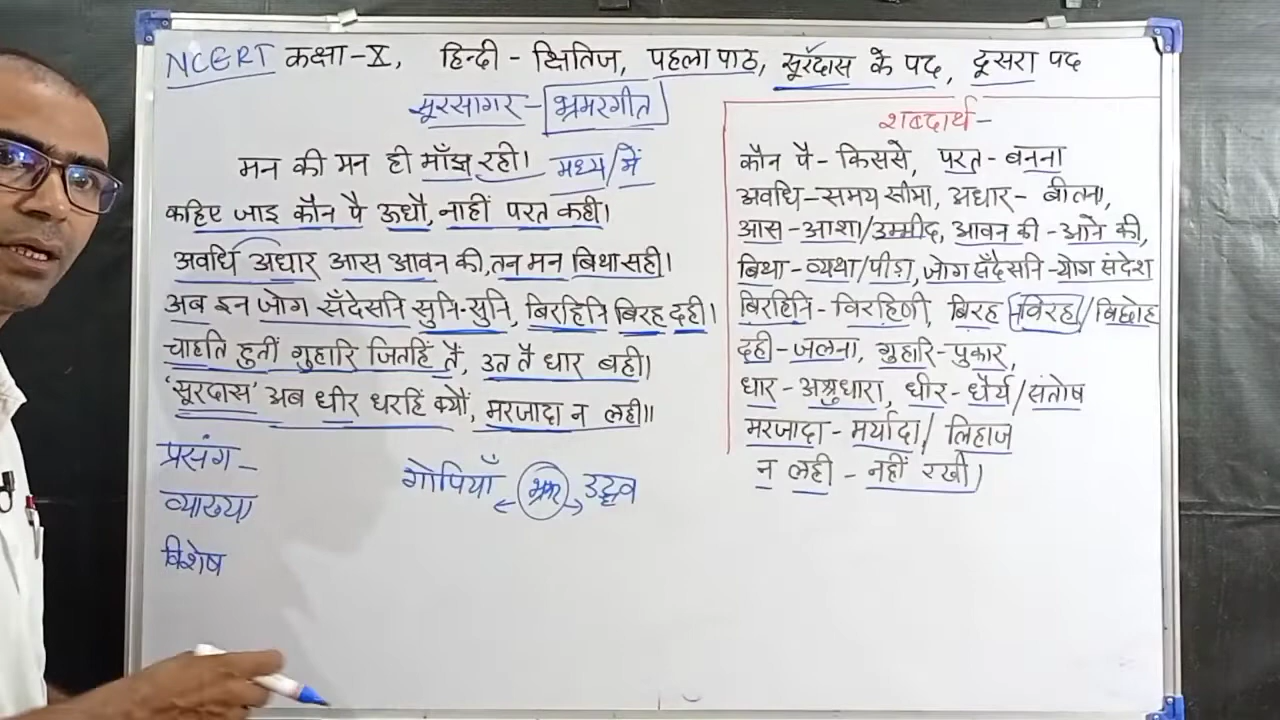 NCERT कक्षा-X, हिन्दी - क्षितिज, पहला पाठ, सूरदास के पद, दूसरा पद
सूरसागर - भ्रमरगीत
मन की मन ही माँझ रही। मध्य/में
कहिए जाइ कौन पै ऊधौ, नाहीं परत कही।
अवधि अधार आस आवन की, तन मन बिथा सही।
अब इन जोग सँदेसनि सुनि-सुनि, बिरहिनि बिरह दही।
चाहति हुतीं गुहारि जितहिं तैं, उत तैं धार बही।
'सूरदास' अब धीर धरहिं क्यौं, मरजादा न लही॥
प्रसंग -
व्याख्या
विशेष
गोपियाँ ← भ्रमर → उद्धव
शब्दार्थ -
कौन पै - किससे, परत - बनना
अवधि - समय सीमा, अधार - बीतना,
आस - आशा/उम्मीद, आवन की - आने की,
बिथा - व्यथा/पीड़ा, जोग सँदेसनि - योग संदेश
बिरहिनि - विरहिणी, बिरह - विरह/विछोह
दही - जलना, गुहारि - पुकार,
धार - अश्रुधारा, धीर - धैर्य/संतोष
मरजादा - मर्यादा/लिहाज
न लही - नहीं रखी)